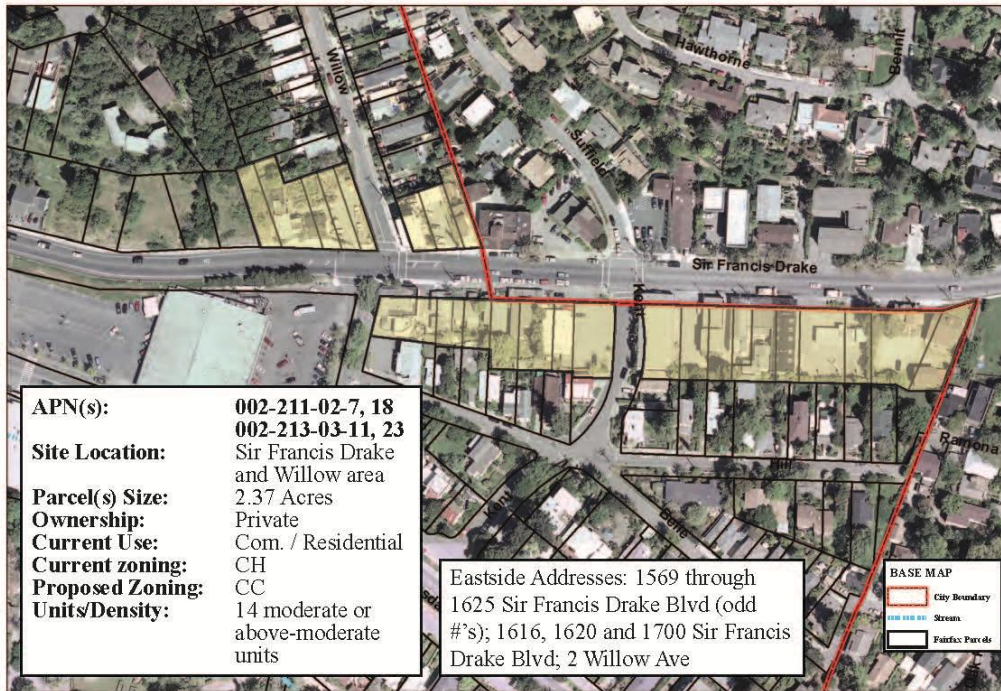 Willow
Hawthorne
Bennit
Suffield
Sir Francis Drake
Kent
Ramona
Hill
Kent
Belle
APN(s): 002-211-02-7, 18
002-213-03-11, 23
Site Location: Sir Francis Drake
and Willow area
Parcel(s) Size: 2.37 Acres
Ownership: Private
Current Use: Com. / Residential
Current zoning: CH
Proposed Zoning: CC
Units/Density: 14 moderate or
above-moderate
units
Eastside Addresses: 1569 through
1625 Sir Francis Drake Blvd (odd
#'s); 1616, 1620 and 1700 Sir Francis
Drake Blvd; 2 Willow Ave
BASE MAP
City Boundary
Stream
Fairfax Parcels